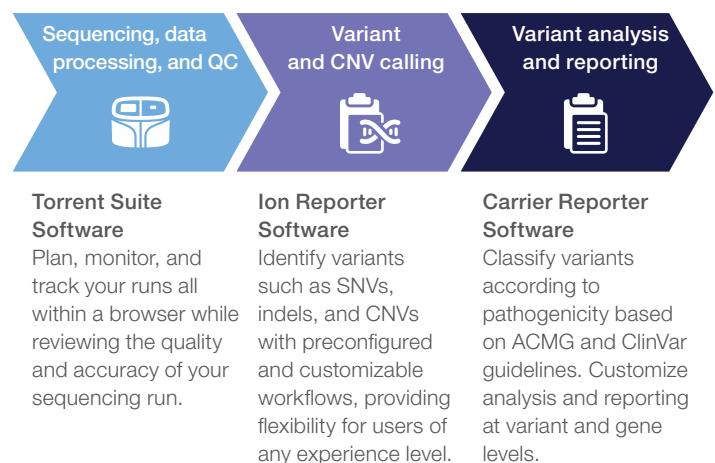 Sequencing, data
processing, and QC
Variant
and CNV calling
Variant analysis
and reporting
Torrent Suite
Software
Plan, monitor, and
track your runs all
within a browser while
reviewing the quality
and accuracy of your
sequencing run.
Ion Reporter
Software
Identify variants
such as SNVs,
indels, and CNVs
with preconfigured
and customizable
workflows, providing
flexibility for users of
any experience level.
Carrier Reporter
Software
Classify variants
according to
pathogenicity based
on ACMG and ClinVar
guidelines. Customize
analysis and reporting
at variant and gene
levels.